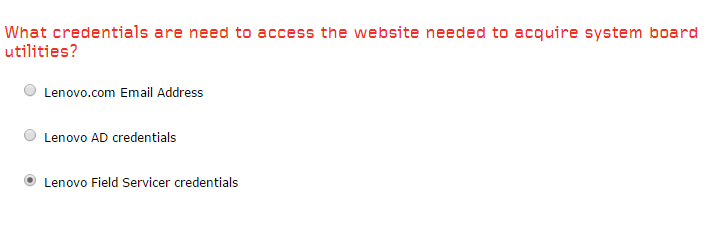 What credentials are need to access the website needed to acquire system board
utilities?
Lenovo.com Email Address
Lenovo AD credentials
Lenovo Field Servicer credentials